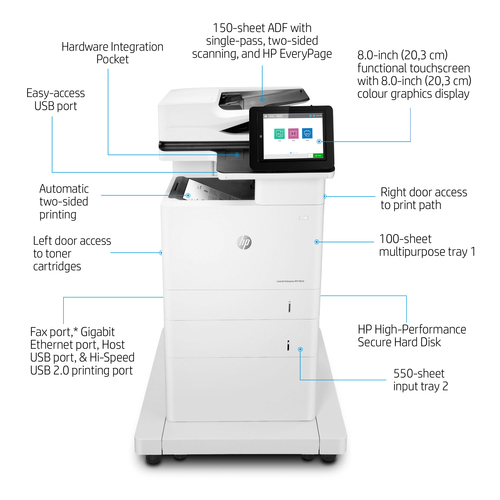 150-sheet ADF with
single-pass, two-sided
scanning, and HP EveryPage
Hardware Integration
Pocket
8.0-inch (20,3 cm)
functional touchscreen
with 8.0-inch (20,3 cm)
colour graphics display
Easy-access
USB port
Automatic
two-sided
printing
Right door access
to print path
Left door access
to toner
cartridges
hp
100-sheet
multipurpose tray 1
Fax port,* Gigabit
Ethernet port, Host
USB port, & Hi-Speed
USB 2.0 printing port
HP High-Performance
Secure Hard Disk
550-sheet
input tray 2